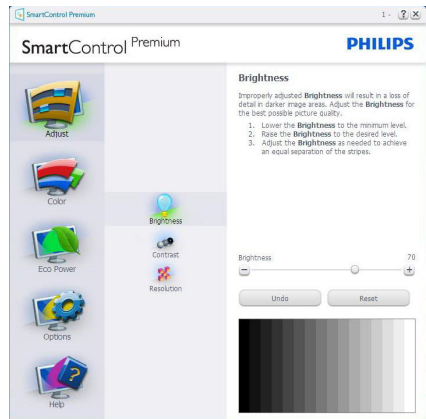 SmartControl Premium
1 -
?
X
SmartControl Premium
PHILIPS
Adjust
Color
Eco Power
Options
Help
Brightness
Contrast
Resolution
Brightness
Improperly adjusted Brightness will result in a loss of
detail in darker image areas. Adjust the Brightness for
the best possible picture quality.
1. Lower the Brightness to the minimum level.
2. Raise the Brightness to the desired level.
3. Adjust the Brightness as needed to achieve
an equal separation of the stripes.
Brightness 70
Undo Reset